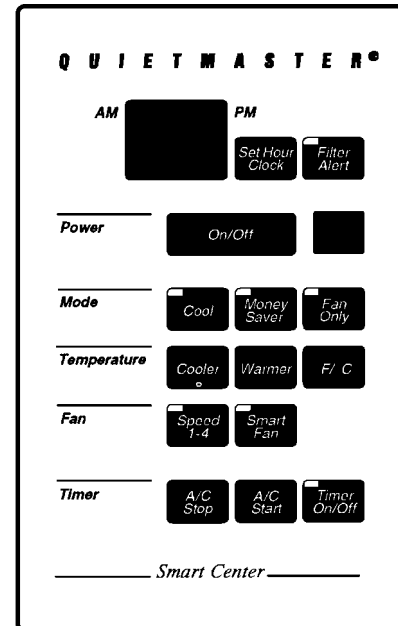 QUIETMASTER®
AM PM
Set Hour Clock Filter Alert
Power On/Off
Mode Cool Money Saver Fan Only
Temperature Cooler Warmer F/ C
Fan Speed 1-4 Smart Fan
Timer A/C Stop A/C Start Timer On/Off
Smart Center